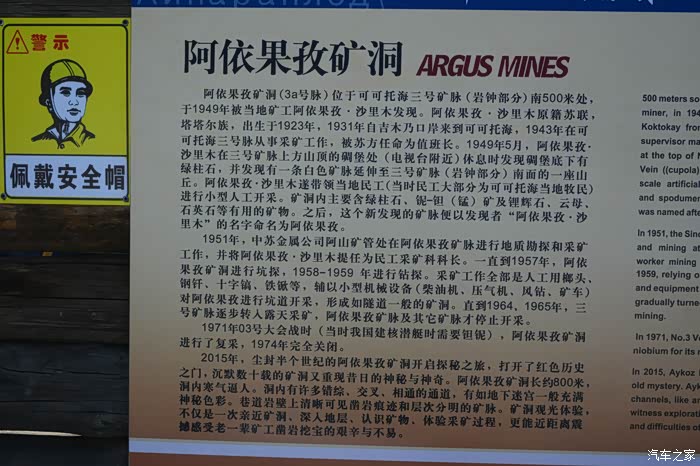 警示
佩戴安全帽
阿依果孜矿洞 ARGUS MINES
阿依果孜矿洞（3a号脉）位于可可托海三号矿脉（岩钟部分）南500米处，
于1949年被当地矿工阿依果孜·沙里木发现。阿依果孜·沙里木原籍苏联，
塔塔尔族，出生于1923年，1931年自吉木乃口岸来到可可托海，1943年在可
可托海三号脉从事采矿工作，被苏方任命为值班长。1949年5月，阿依果孜·
沙里木在三号矿脉上方山顶的碉堡处（电视台附近）休息时发现碉堡底下有
绿柱石，并发现有一条白色矿脉延伸至三号矿脉（岩钟部分）南面的一座山
丘。阿依果孜·沙里木遂带领当地民工（当时民工大部分为可可托海当地牧民）
进行小型人工开采。矿洞内主要含绿柱石、铌-钽（锰）矿及锂辉石、云母、
石英石等有用的矿物。之后，这个新发现的矿脉便以发现者“阿依果孜·沙
里木”的名字命名为阿依果孜。
1951年，中苏金属公司阿山矿管处在阿依果孜矿脉进行地质勘探和采矿
工作，并将阿依果孜·沙里木提任为民工采矿科科长。一直到1957年，阿依
果孜矿洞进行坑探，1958-1959 年进行钻探。采矿工作全部是人工用榔头、
钢钎、十字镐、铁锨等，辅以小型机械设备（柴油机、压气机、风钻、矿车）
对阿依果孜进行坑道开采，形成如隧道一般的矿洞。直到1964、1965年，三
号矿脉逐步转入露天采矿，阿依果孜矿脉及其它矿脉才停止开采。
1971年03号大会战时（当时我国建核潜艇时需要钽铌），阿依果孜矿洞
进行了复采，1974年完全关闭。
2015年，尘封半个世纪的阿依果孜矿洞开启探秘之旅，打开了红色历史
之门，沉默数十载的矿洞又重现昔日的神秘与神奇。阿依果孜矿洞长约800米，
洞内寒气逼人。洞内有许多错综、交叉、相通的通道，有如地下迷宫一般充满
神秘色彩。巷道岩壁上清晰可见凿岩痕迹和层次分明的矿脉。矿洞观光体验，
不仅是一次亲近矿洞、深入地层、认识矿物、体验采矿过程，更能近距离震
撼感受老一辈矿工凿岩挖宝的艰辛与不易。
500 meters so
miner, in 194
Koktokay from
supervisor ma
at the top of N
Vein ((cupola)
scale artificial
and spodumen
was named after
In 1951, the Sino
and mining at
worker mining
1959, relying o
and equipment
gradually turned
mining.
In 1971, No.3 Ve
niobium for its n
In 2015, Aykoz
old mystery. Ayk
channels, like an
witness exploration
and difficulties of
汽车之家